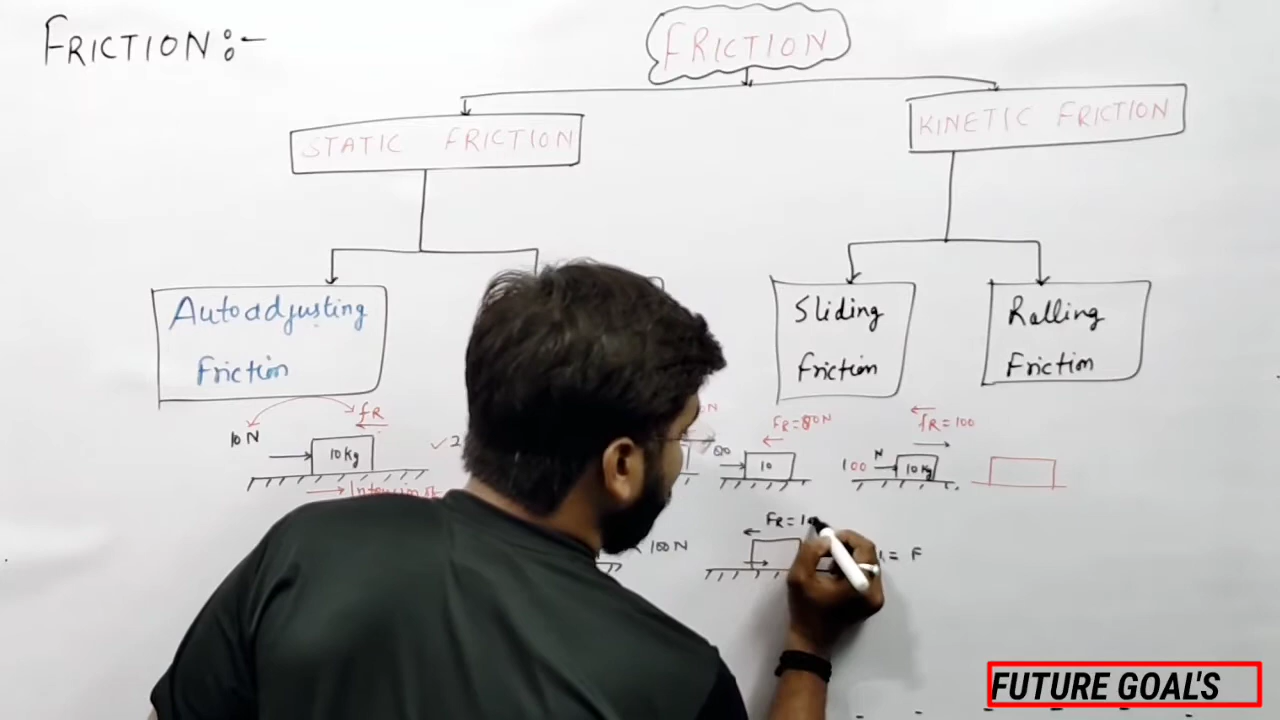 FRICTION:-
FRICTION
STATIC FRICTION
KINETIC FRICTION
Autoadjusting
friction
Sliding
friction
Rolling
friction
10 N
fR
10 kg
FR=80N
10
fR=100
100 N
10 kg
100 N
FR=
= F
FUTURE GOAL'S